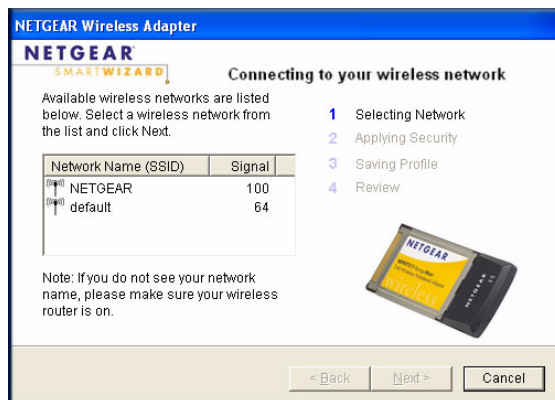 NETGEAR Wireless Adapter
NETGEAR
SMARTWIZARD
Connecting to your wireless network
Available wireless networks are listed
below. Select a wireless network from
the list and click Next.
Network Name (SSID) Signal
NETGEAR 100
default 64
Note: If you do not see your network
name, please make sure your wireless
router is on.
1 Selecting Network
2 Applying Security
3 Saving Profile
4 Review
NETGEAR
wireless
NETGEAR
< Back Next > Cancel